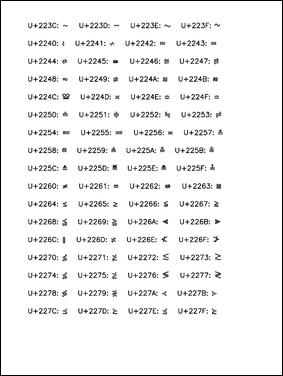 U+223C: ∼ U+223D: ∽ U+223E: ∾ U+223F: ∿
U+2240: ≀ U+2241: ≁ U+2242: ≂ U+2243: ≃
U+2244: ≄ U+2245: ≅ U+2246: ≆ U+2247: ≇
U+2248: ≈ U+2249: ≉ U+224A: ≊ U+224B: ≋
U+224C: ≌ U+224D: ≍ U+224E: ≎ U+224F: ≏
U+2250: ≐ U+2251: ≑ U+2252: ≒ U+2253: ≓
U+2254: ≔ U+2255: ≕ U+2256: ≖ U+2257: ≗
U+2258: ≘ U+2259: ≙ U+225A: ≚ U+225B: ≛
U+225C: ≜ U+225D: ≝ U+225E: ≞ U+225F: ≟
U+2260: ≠ U+2261: ≡ U+2262: ≢ U+2263: ≣
U+2264: ≤ U+2265: ≥ U+2266: ≦ U+2267: ≧
U+2268: ≨ U+2269: ≩ U+226A: ≪ U+226B: ≫
U+226C: ≬ U+226D: ≭ U+226E: ≮ U+226F: ≯
U+2270: ≰ U+2271: ≱ U+2272: ≲ U+2273: ≳
U+2274: ≴ U+2275: ≵ U+2276: ≶ U+2277: ≷
U+2278: ≸ U+2279: ≹ U+227A: ≺ U+227B: ≻
U+227C: ≼ U+227D: ≽ U+227E: ≾ U+227F: ≿